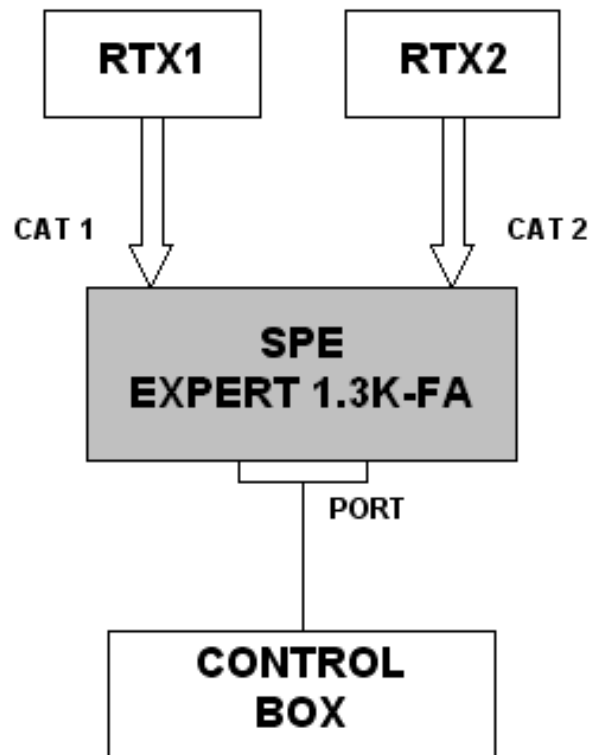 RTX1
RTX2
CAT 1
CAT 2
SPE
EXPERT 1.3K-FA
PORT
CONTROL
BOX